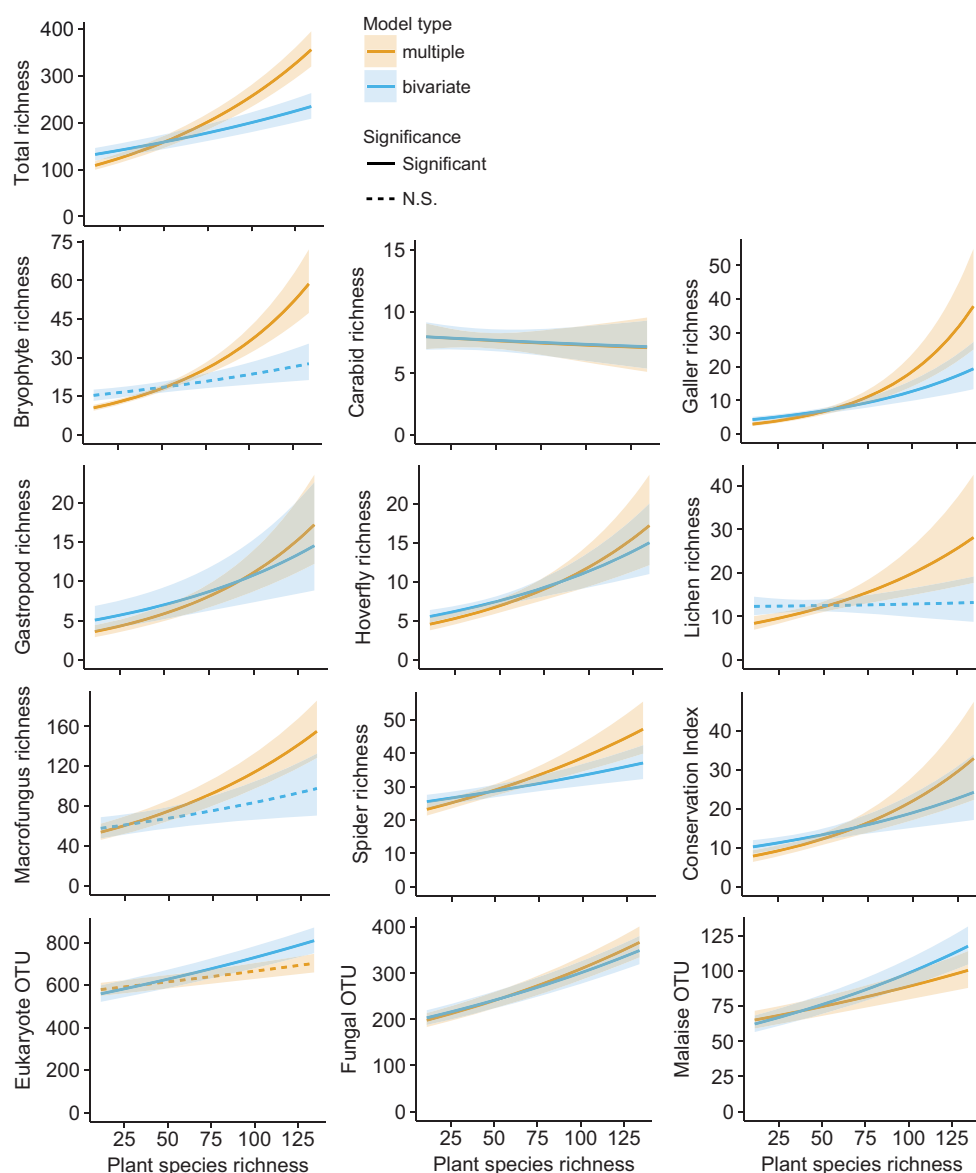 Model type
multiple
bivariate
Significance
Significant
N.S.
Total richness
400
300
200
100
0
Bryophyte richness
75
60
45
30
15
0
Carabid richness
15
10
5
0
Galler richness
50
40
30
20
10
0
Gastropod richness
20
15
10
5
0
Hoverfly richness
20
15
10
5
0
Lichen richness
40
30
20
10
0
Macrofungus richness
160
120
80
40
0
Spider richness
50
40
30
20
10
0
Conservation Index
40
30
20
10
0
Eukaryote OTU
800
600
400
200
0
Fungal OTU
400
300
200
100
0
Malaise OTU
125
100
75
50
25
0
25 50 75 100 125
Plant species richness
25 50 75 100 125
Plant species richness
25 50 75 100 125
Plant species richness